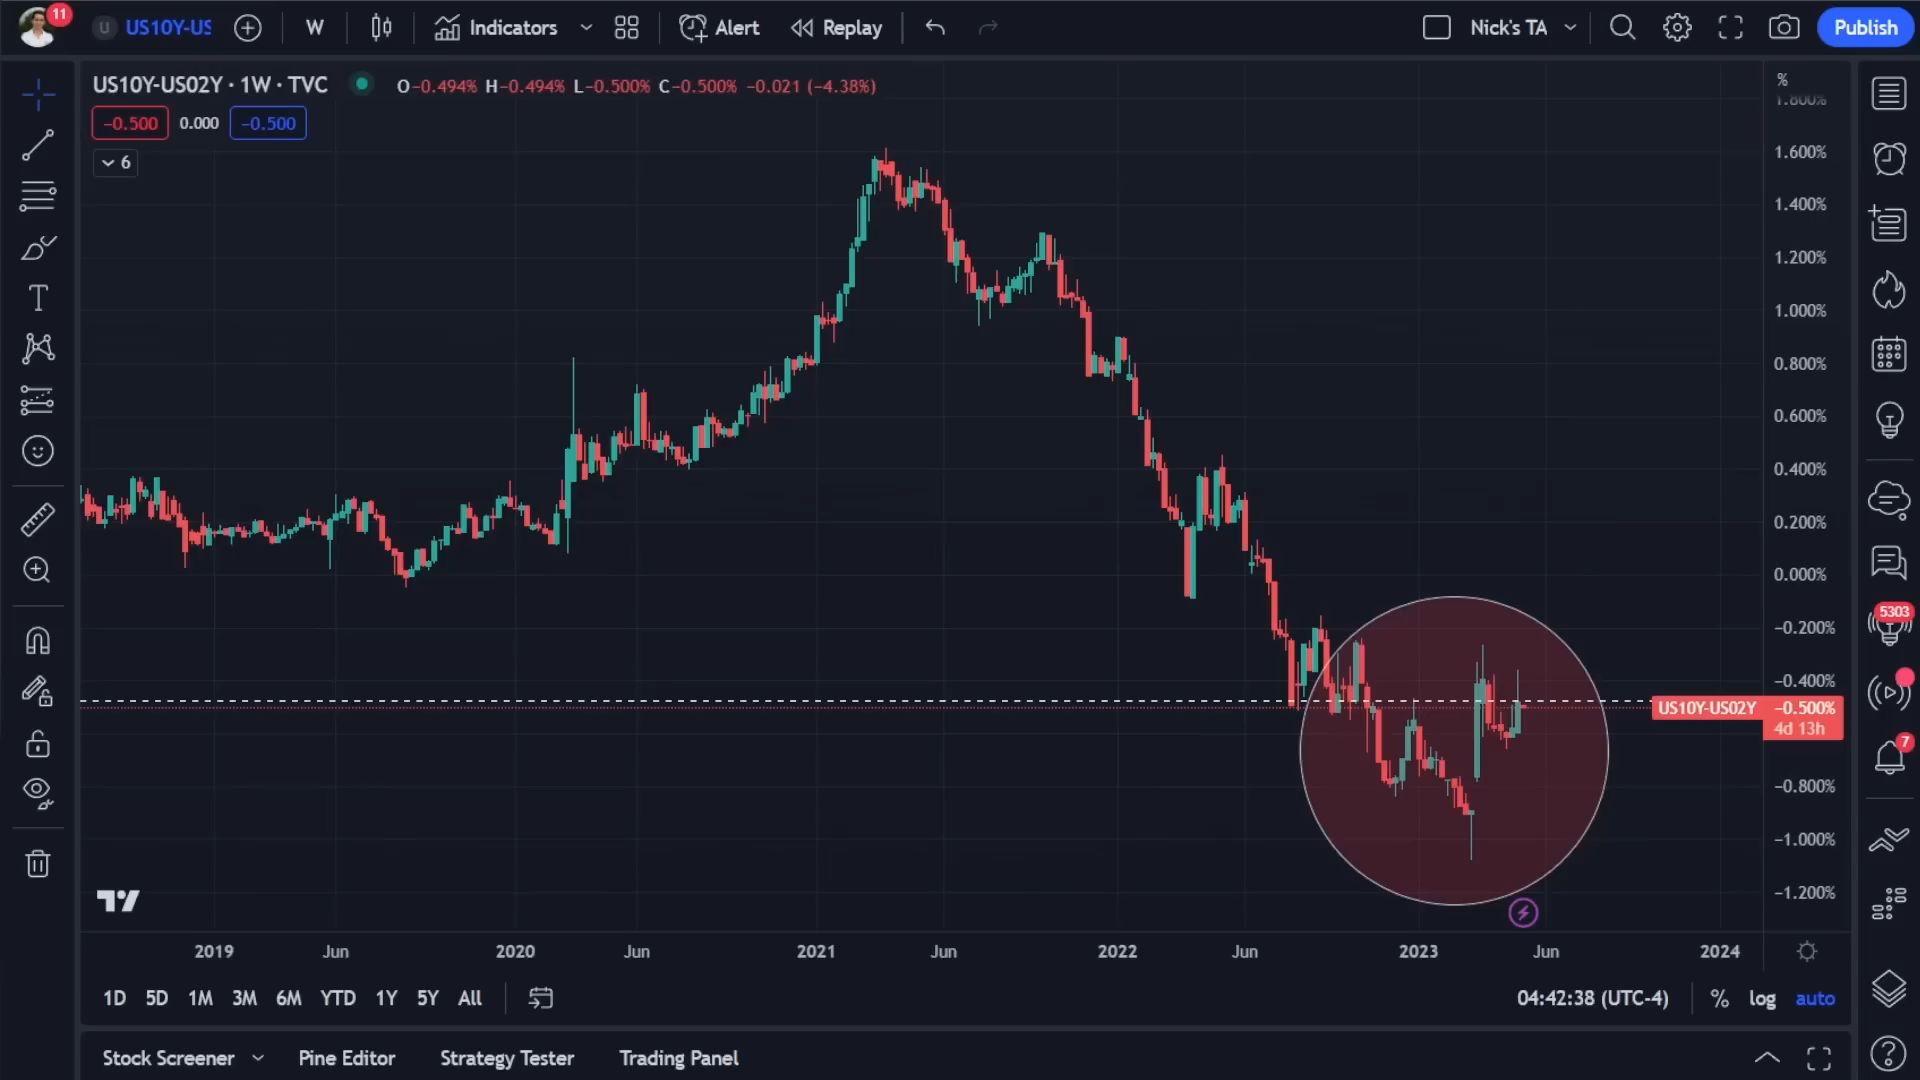 11
U US10Y-US W Indicators Alert Replay Nick's TA Publish
US10Y-US02Y · 1W · TVC O−0.494% H−0.494% L−0.500% C−0.500% −0.021 (−4.38%)
−0.500 0.000 −0.500
6
%
1.800%
1.600%
1.400%
1.200%
1.000%
0.800%
0.600%
0.400%
0.200%
0.000%
−0.200%
−0.400%
US10Y-US02Y −0.500%
4d 13h
−0.800%
−1.000%
−1.200%
5303
7
2019 Jun 2020 Jun 2021 Jun 2022 Jun 2023 Jun 2024
1D 5D 1M 3M 6M YTD 1Y 5Y All 04:42:38 (UTC-4) % log auto
Stock Screener Pine Editor Strategy Tester Trading Panel